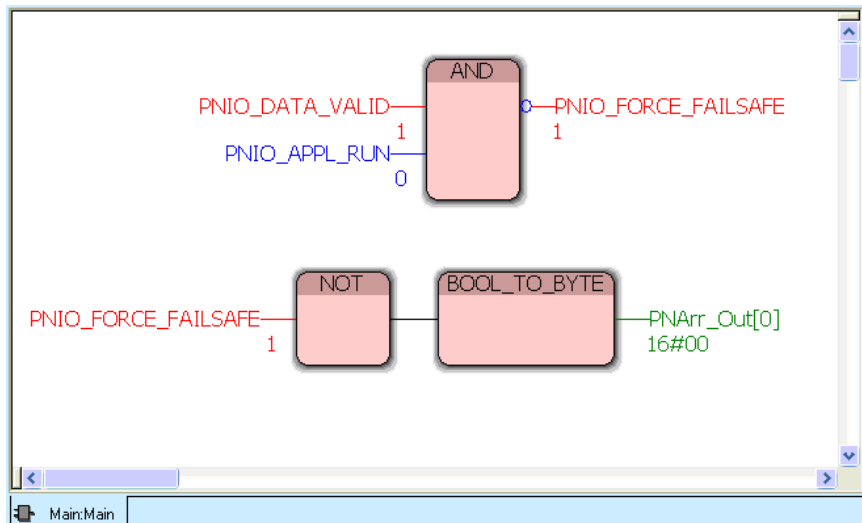 AND
PNIO_DATA_VALID PNIO_FORCE_FAILSAFE
1 1
PNIO_APPL_RUN
0
NOT BOOL_TO_BYTE
PNIO_FORCE_FAILSAFE PNArr_Out[0]
1 16#00
Main:Main